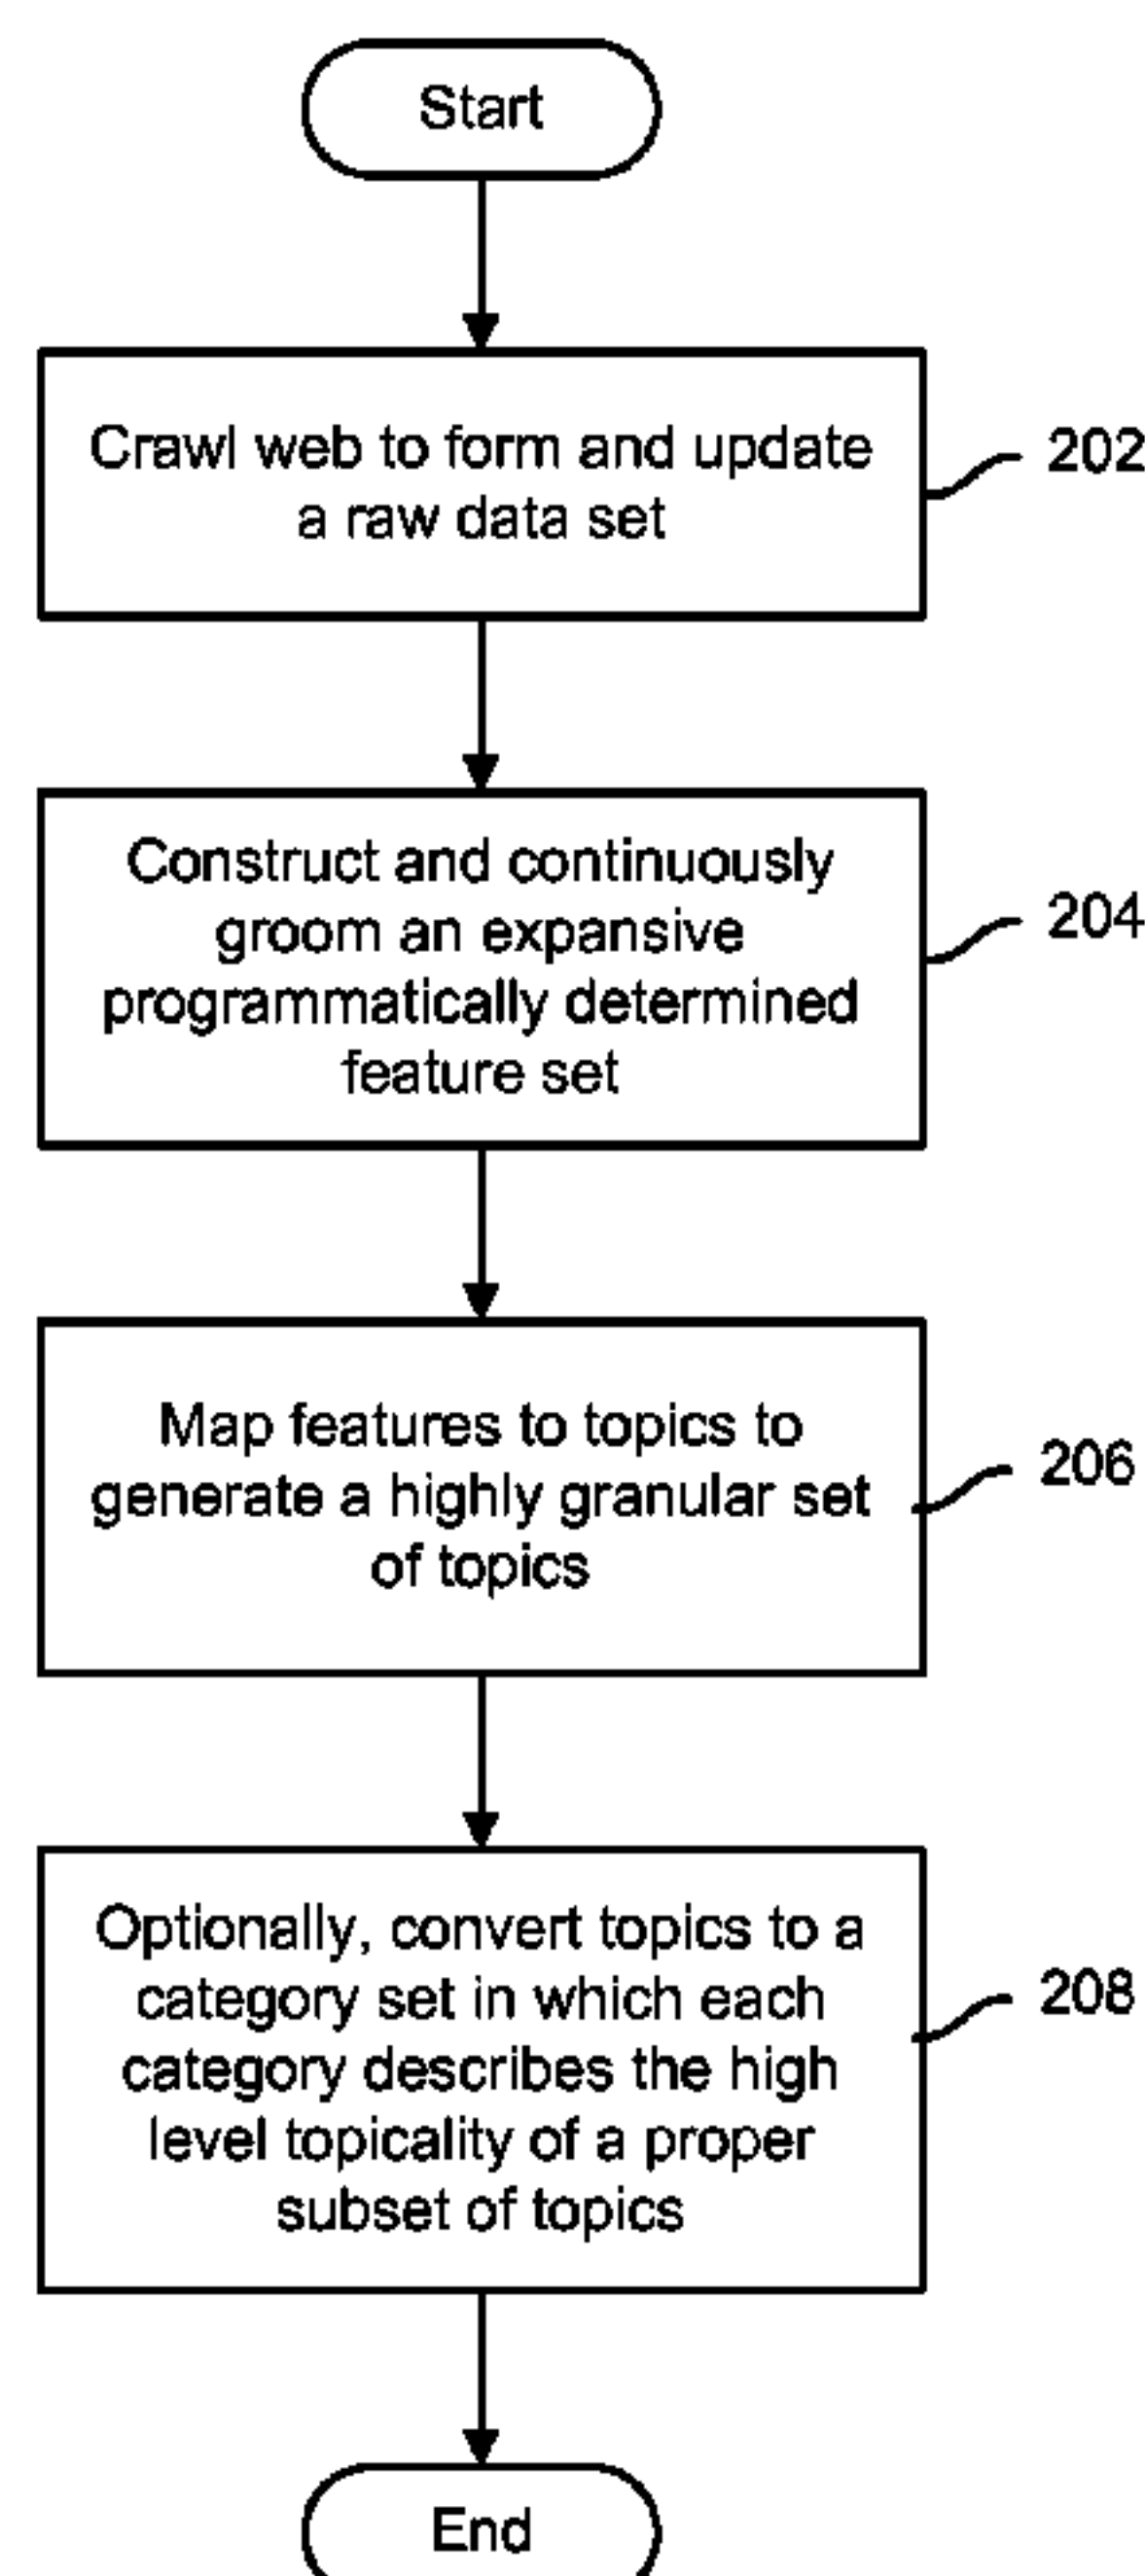 Start
Crawl web to form and update
a raw data set
202
Construct and continuously
groom an expansive
programmatically determined
feature set
204
Map features to topics to
generate a highly granular set
of topics
206
Optionally, convert topics to a
category set in which each
category describes the high
level topicality of a proper
subset of topics
208
End